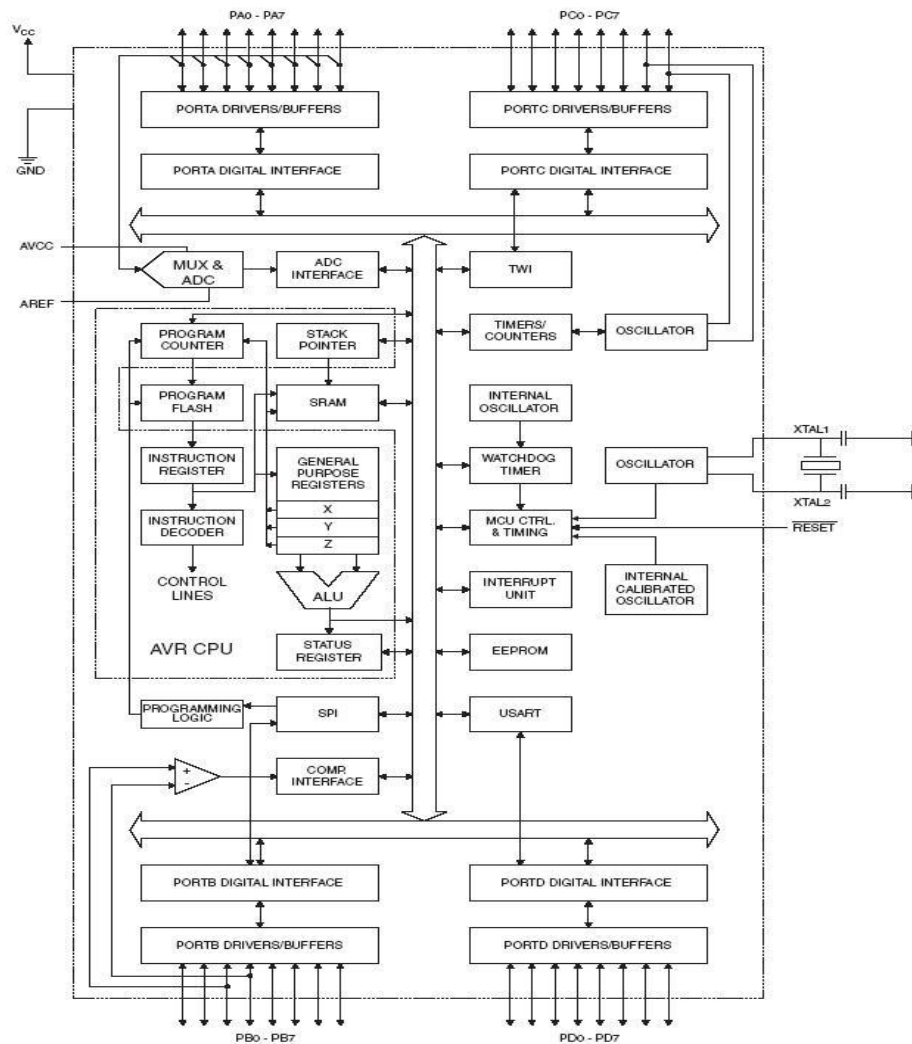 PA0 - PA7
PC0 - PC7
VCC
PORTA DRIVERS/BUFFERS
PORTC DRIVERS/BUFFERS
GND
PORTA DIGITAL INTERFACE
PORTC DIGITAL INTERFACE
AVCC
MUX &
ADC
ADC
INTERFACE
TWI
AREF
PROGRAM
COUNTER
STACK
POINTER
TIMERS/
COUNTERS
OSCILLATOR
PROGRAM
FLASH
SRAM
INTERNAL
OSCILLATOR
XTAL1
INSTRUCTION
REGISTER
GENERAL
PURPOSE
REGISTERS
WATCHDOG
TIMER
OSCILLATOR
XTAL2
X
INSTRUCTION
DECODER
Y
MCU CTRL.
& TIMING
RESET
Z
CONTROL
LINES
ALU
INTERRUPT
UNIT
INTERNAL
CALIBRATED
OSCILLATOR
AVR CPU
STATUS
REGISTER
EEPROM
PROGRAMMING
LOGIC
SPI
USART
+
-
COMP.
INTERFACE
PORTB DIGITAL INTERFACE
PORTD DIGITAL INTERFACE
PORTB DRIVERS/BUFFERS
PORTD DRIVERS/BUFFERS
PB0 - PB7
PD0 - PD7